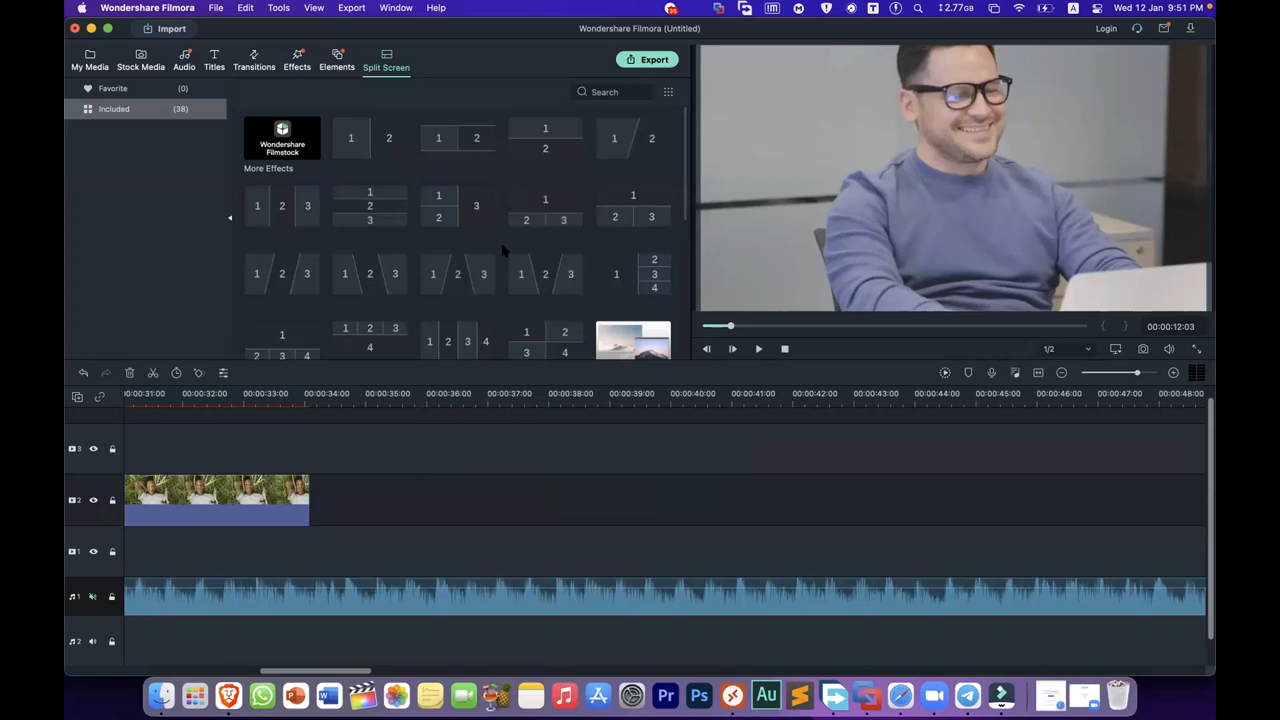 Wondershare Filmora File Edit Tools View Export Window Help 2.77GB A Wed 12 Jan 9:51 PM
Import Wondershare Filmora (Untitled) Login
My Media Stock Media Audio Titles Transitions Effects Elements Split Screen Export
Favorite (0) Search
Included (38)
Wondershare Filmstock 1 2 1 2 1 2 1 2
More Effects
1 2 3 1 2 3 1 2 3 1 2 3 1 2 3
1 2 3 1 2 3 1 2 3 1 2 3 1 2 3 4
1 2 3 4 1 2 3 4 1 2 3 4 1 2 3 4
00:00:12:03
1/2
00:00:31:00 00:00:32:00 00:00:33:00 00:00:34:00 00:00:35:00 00:00:36:00 00:00:37:00 00:00:38:00 00:00:39:00 00:00:40:00 00:00:41:00 00:00:42:00 00:00:43:00 00:00:44:00 00:00:45:00 00:00:46:00 00:00:47:00 00:00:48:00
3
2
1
1
2
P W Pr Ps Au S